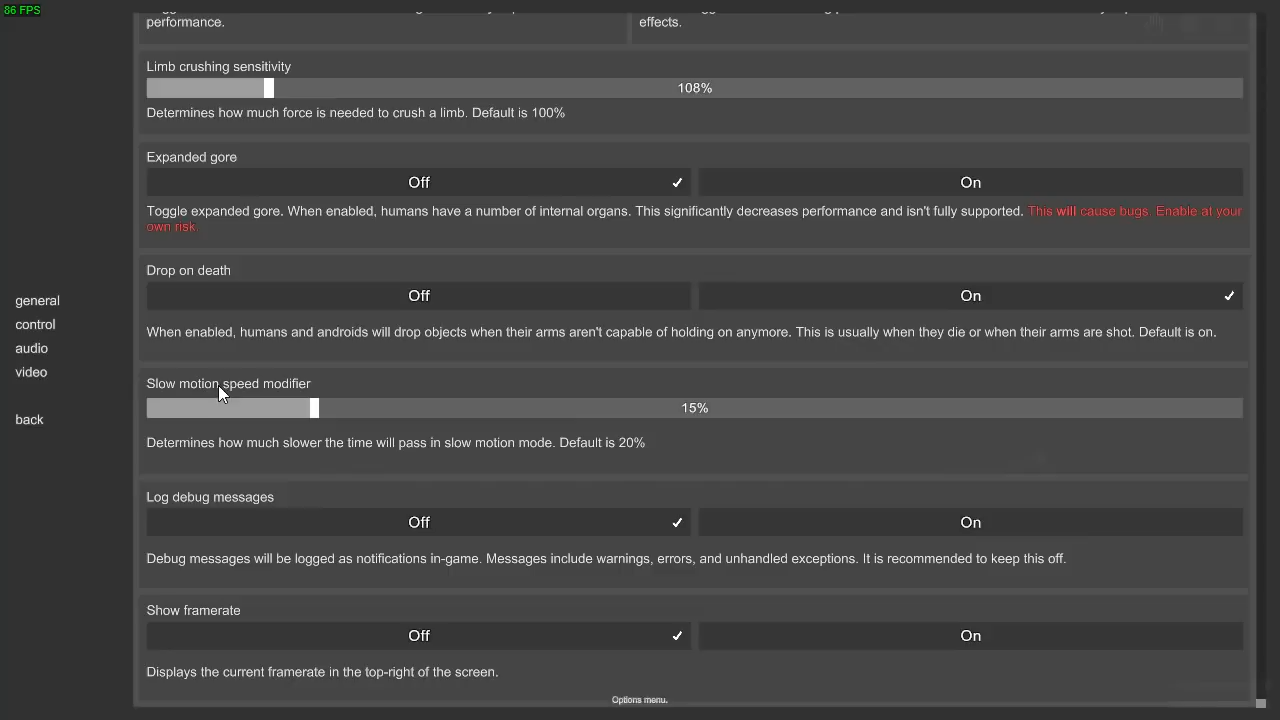 86 FPS
performance.
effects.
Limb crushing sensitivity
108%
Determines how much force is needed to crush a limb. Default is 100%
Expanded gore
Off
On
Toggle expanded gore. When enabled, humans have a number of internal organs. This significantly decreases performance and isn't fully supported. This will cause bugs. Enable at your
own risk
Drop on death
Off
On
When enabled, humans and androids will drop objects when their arms aren't capable of holding on anymore. This is usually when they die or when their arms are shot. Default is on.
general
control
audio
video
back
Slow motion speed modifier
15%
Determines how much slower the time will pass in slow motion mode. Default is 20%
Log debug messages
Off
On
Debug messages will be logged as notifications in-game. Messages include warnings, errors, and unhandled exceptions. It is recommended to keep this off.
Show framerate
Off
On
Displays the current framerate in the top-right of the screen.
Options menu.